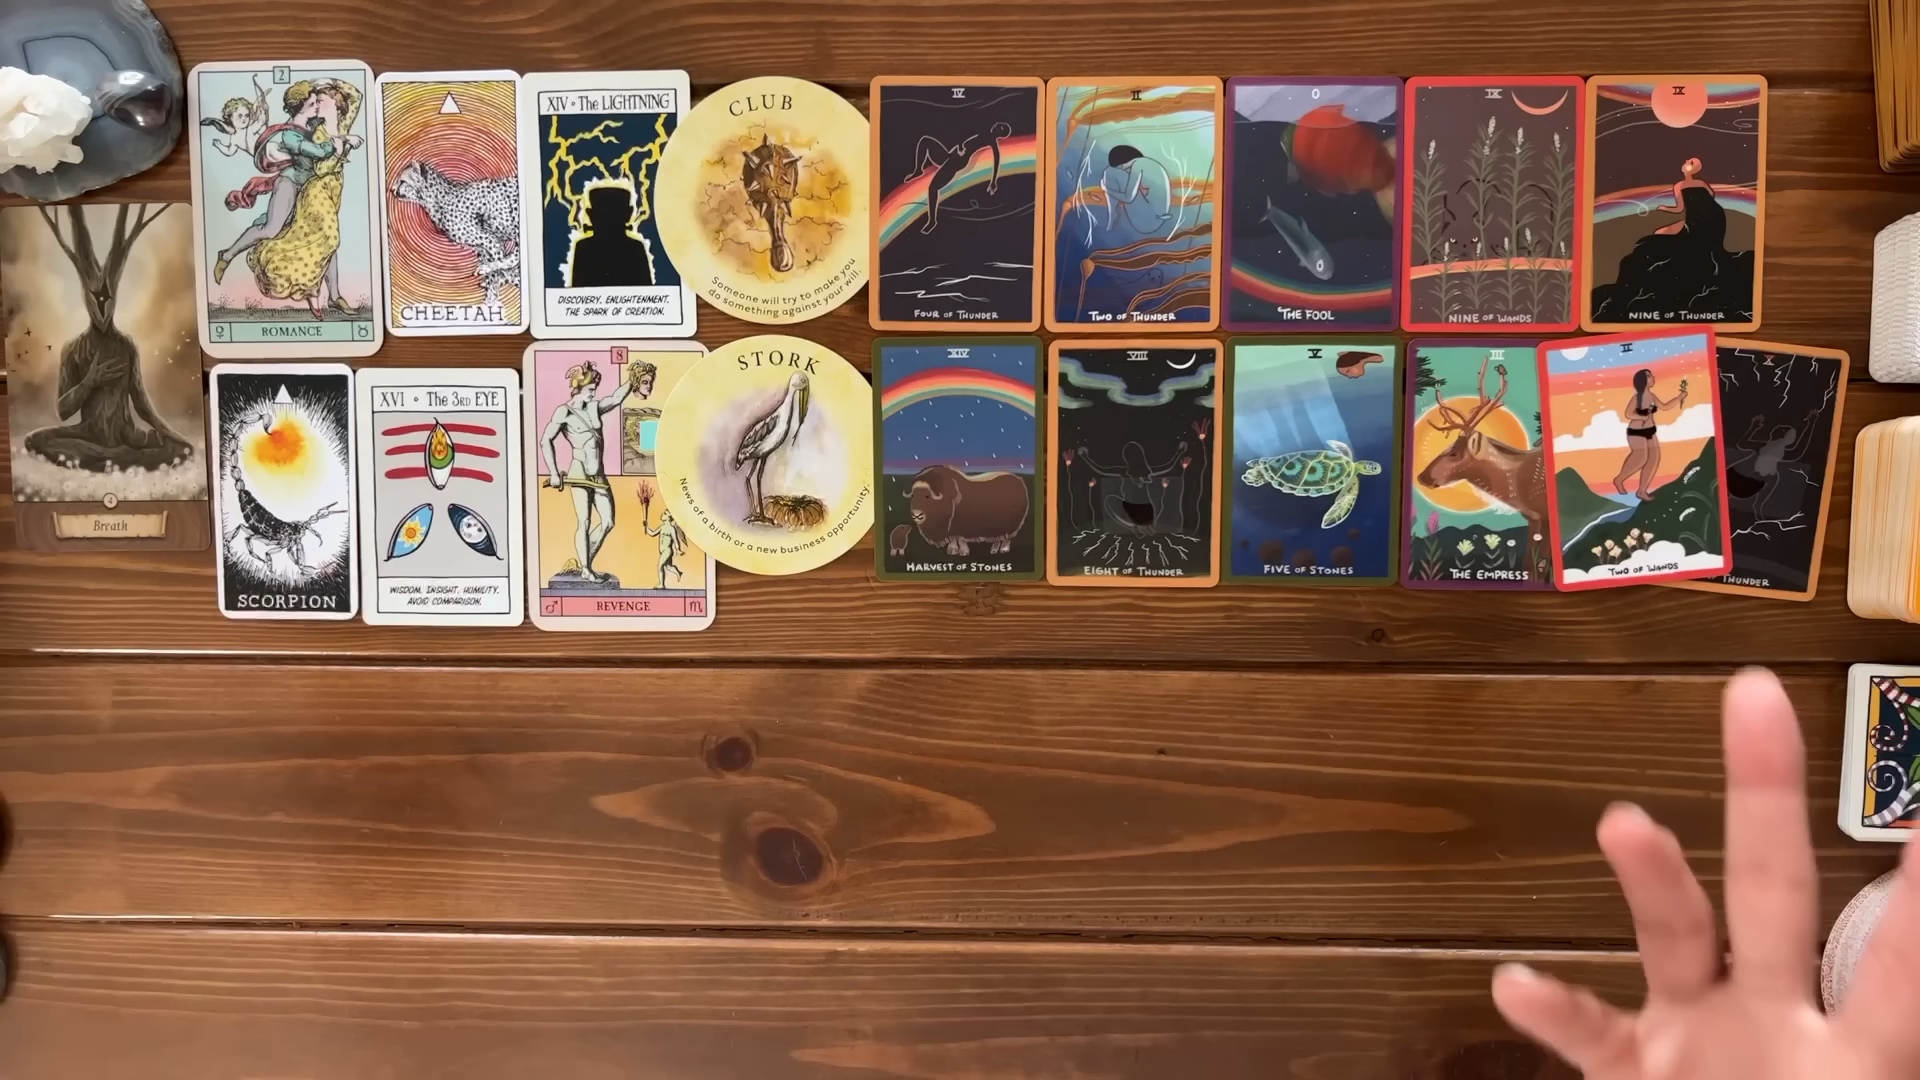 2
ROMANCE
CHEETAH
XIV • The LIGHTNING
DISCOVERY. ENLIGHTENMENT.
THE SPARK OF CREATION.
CLUB
Someone will try to make you
do something against your will.
IV
FOUR OF THUNDER
II
TWO OF THUNDER
0
THE FOOL
IX
NINE OF WANDS
IX
NINE OF THUNDER
4
Breath
SCORPION
XVI • The 3RD EYE
WISDOM. INSIGHT. HUMILITY.
AVOID COMPARISON.
8
REVENGE
STORK
News of a birth or a new business opportunity.
XIV
HARVEST OF STONES
VIII
EIGHT OF THUNDER
V
FIVE OF STONES
III
THE EMPRESS
II
TWO OF WANDS
X
THUNDER